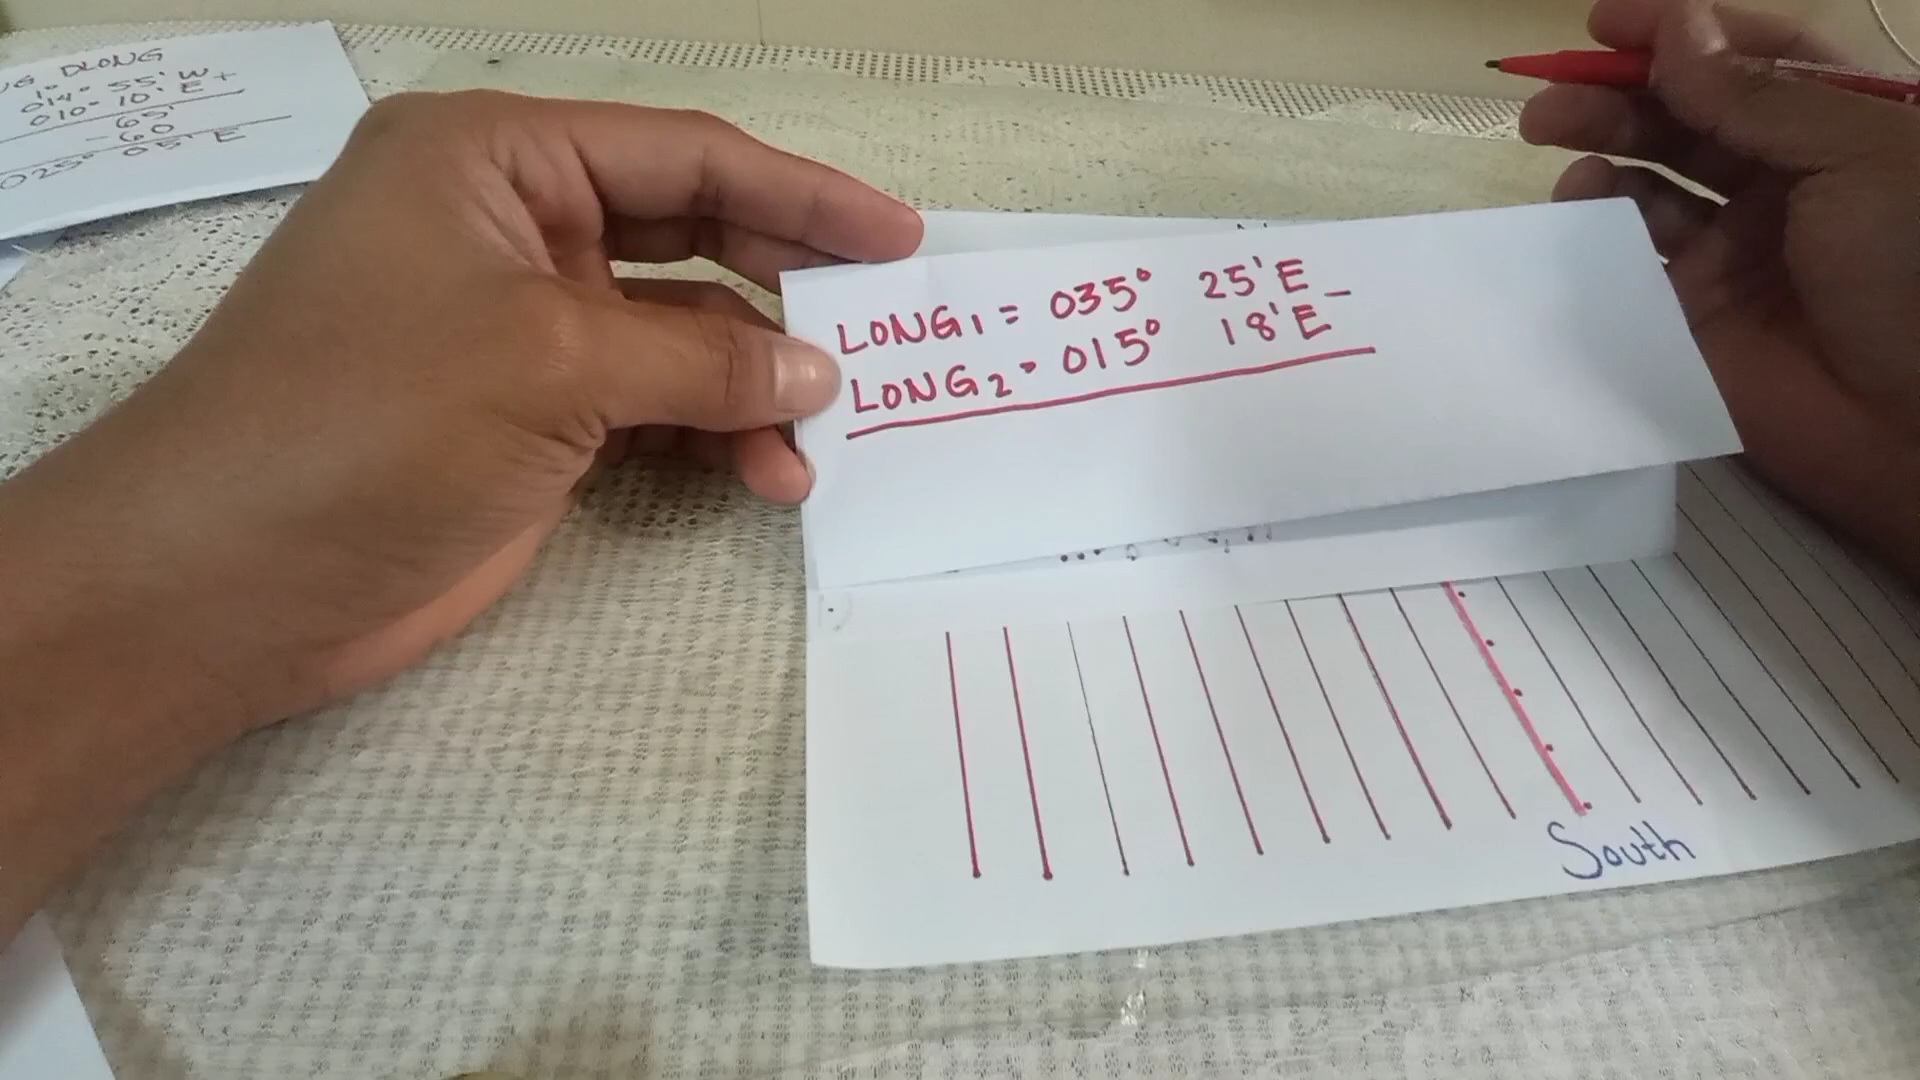 DLONG
014° 55' W +
010° 10' E
65'
- 60
025° 05' E
LONG1 = 035° 25' E -
LONG2 = 015° 18' E
South